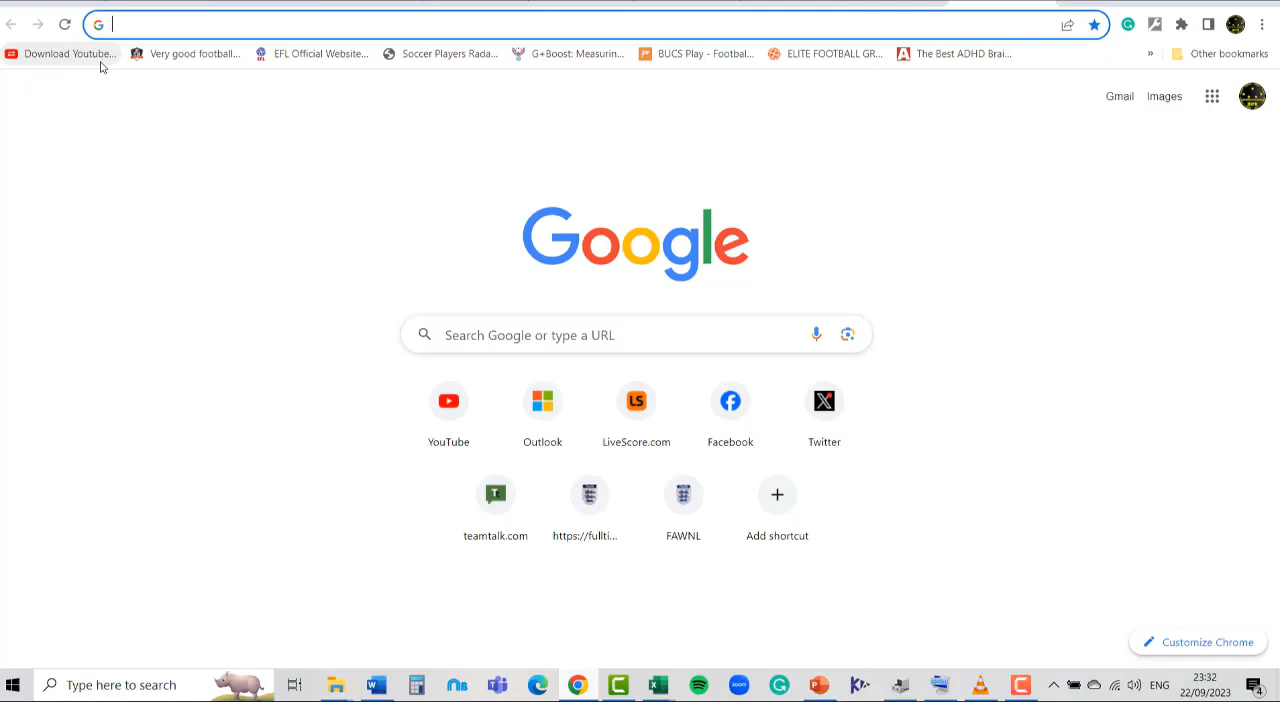 Download Youtube...
Very good football...
EFL Official Website...
Soccer Players Rada...
G+Boost: Measurin...
BUCS Play - Footbal...
ELITE FOOTBALL GR...
The Best ADHD Brai...
»
Other bookmarks
Gmail
Images
Google
Search Google or type a URL
YouTube
Outlook
LS
LiveScore.com
Facebook
Twitter
teamtalk.com
https://fullti...
FAWNL
Add shortcut
Customize Chrome
Type here to search
ENG
23:32
22/09/2023
4